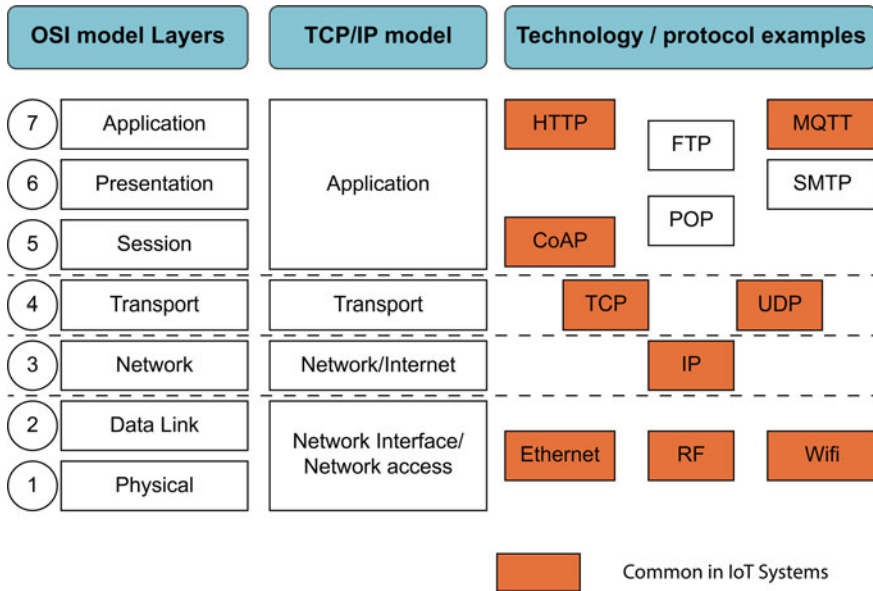 OSI model Layers
TCP/IP model
Technology / protocol examples
7
Application
6
Presentation
5
Session
4
Transport
3
Network
2
Data Link
1
Physical
Application
Transport
Network/Internet
Network Interface/
Network access
HTTP
FTP
MQTT
SMTP
POP
CoAP
TCP
UDP
IP
Ethernet
RF
Wifi
Common in IoT Systems